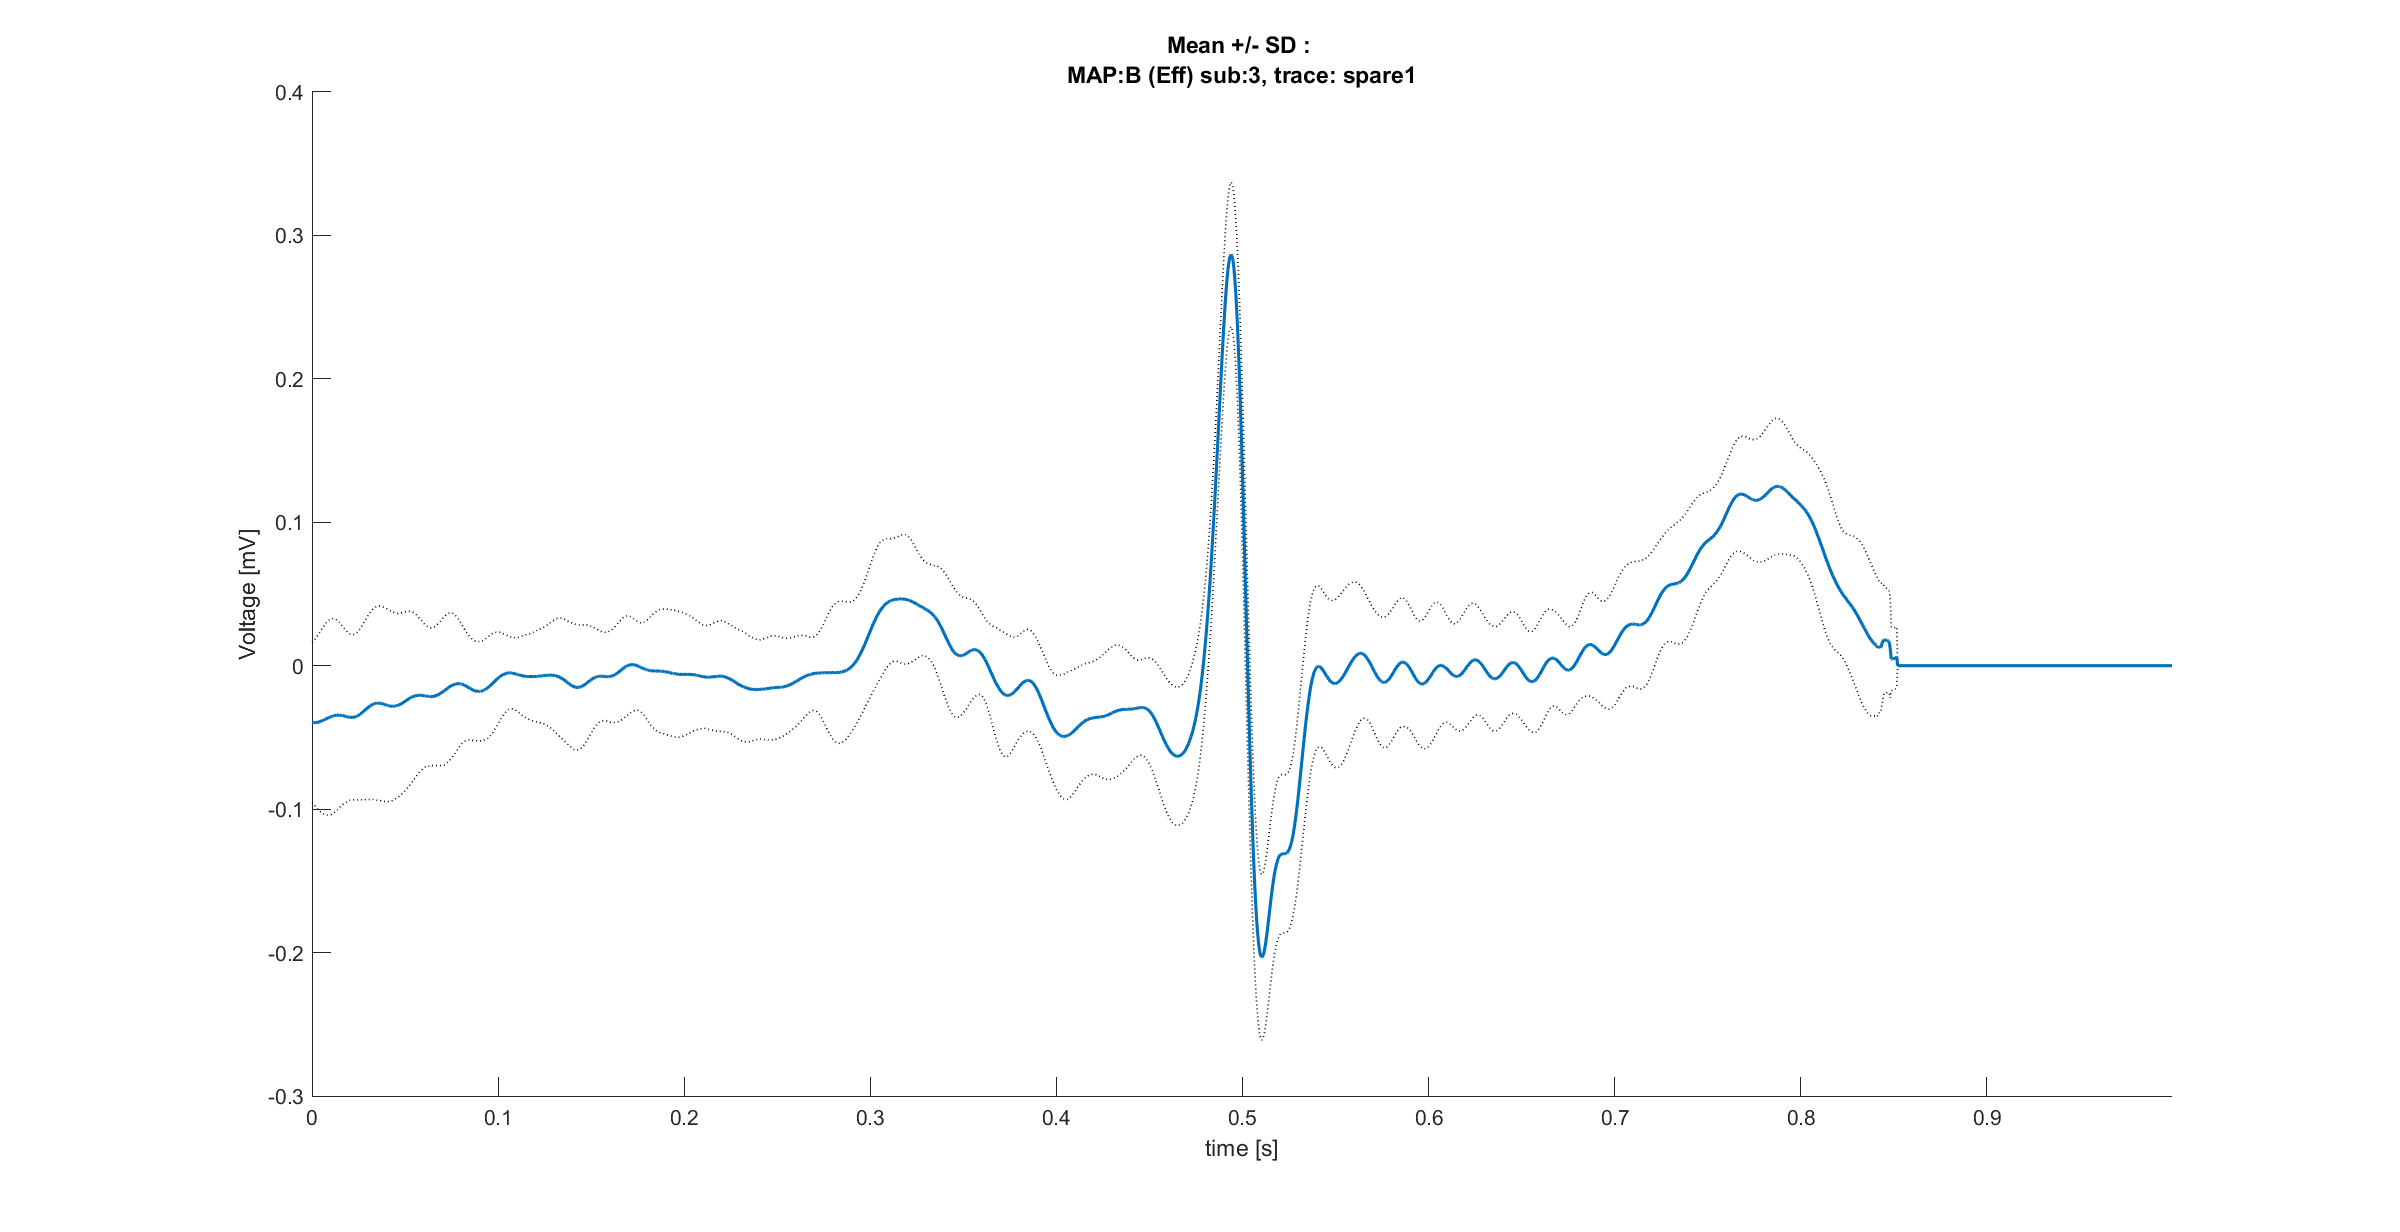 Mean +/- SD :
MAP:B (Eff) sub:3, trace: spare1
0.4
0.3
0.2
0.1
0
-0.1
-0.2
-0.3
Voltage [mV]
0 0.1 0.2 0.3 0.4 0.5 0.6 0.7 0.8 0.9
time [s]